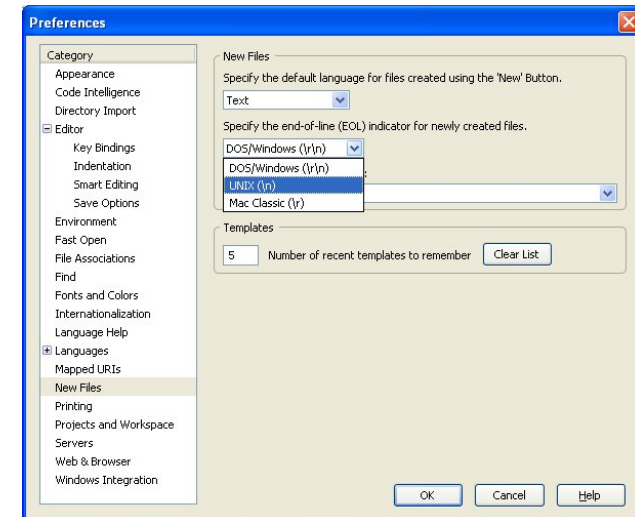 Preferences
Category
Appearance
Code Intelligence
Directory Import
Editor
Key Bindings
Indentation
Smart Editing
Save Options
Environment
Fast Open
File Associations
Find
Fonts and Colors
Internationalization
Language Help
Languages
Mapped URIs
New Files
Printing
Projects and Workspace
Servers
Web & Browser
Windows Integration
New Files
Specify the default language for files created using the 'New' Button.
Text
Specify the end-of-line (EOL) indicator for newly created files.
DOS/Windows (\r\n)
DOS/Windows (\r\n)
UNIX (\n)
Mac Classic (\r)
:
Templates
5 Number of recent templates to remember Clear List
OK Cancel Help